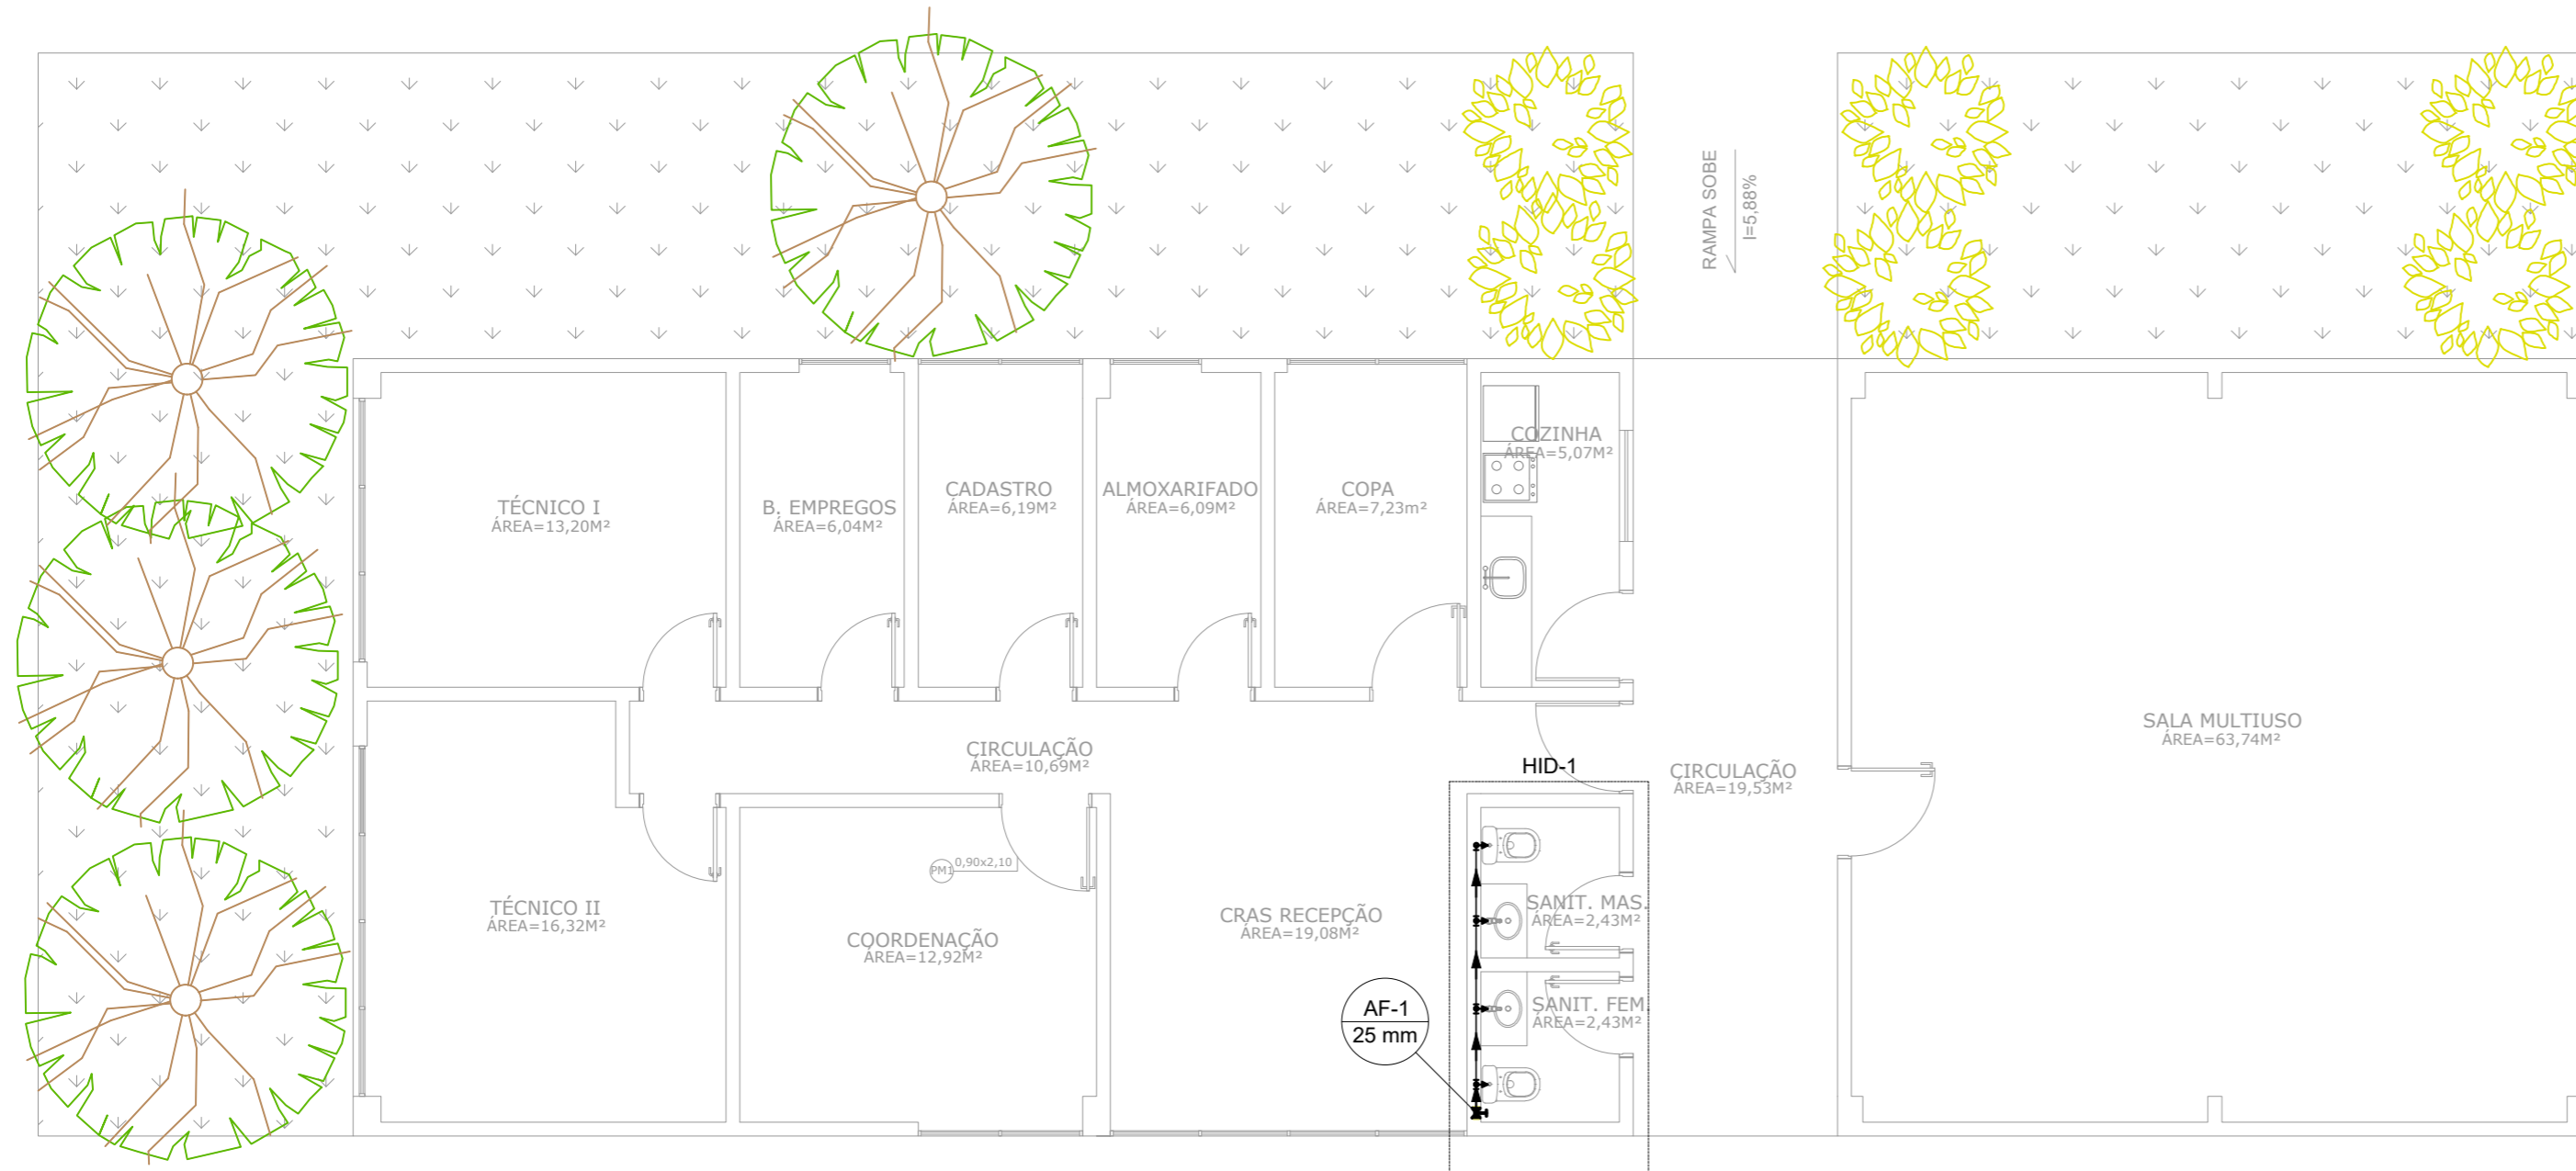 RAMPA SOBE
I=5,88%
COZINHA
ÁREA=5,07M²
TÉCNICO I
ÁREA=13,20M²
B. EMPREGOS
ÁREA=6,04M²
CADASTRO
ÁREA=6,19M²
ALMOXARIFADO
ÁREA=6,09M²
COPA
ÁREA=7,23m²
CIRCULAÇÃO
ÁREA=10,69M²
HID-1
CIRCULAÇÃO
ÁREA=19,53M²
SALA MULTIUSO
ÁREA=63,74M²
PM1
0,90x2,10
TÉCNICO II
ÁREA=16,32M²
COORDENAÇÃO
ÁREA=12,92M²
CRAS RECEPÇÃO
ÁREA=19,08M²
SANIT. MAS.
ÁREA=2,43M²
SANIT. FEM.
ÁREA=2,43M²
AF-1
25 mm